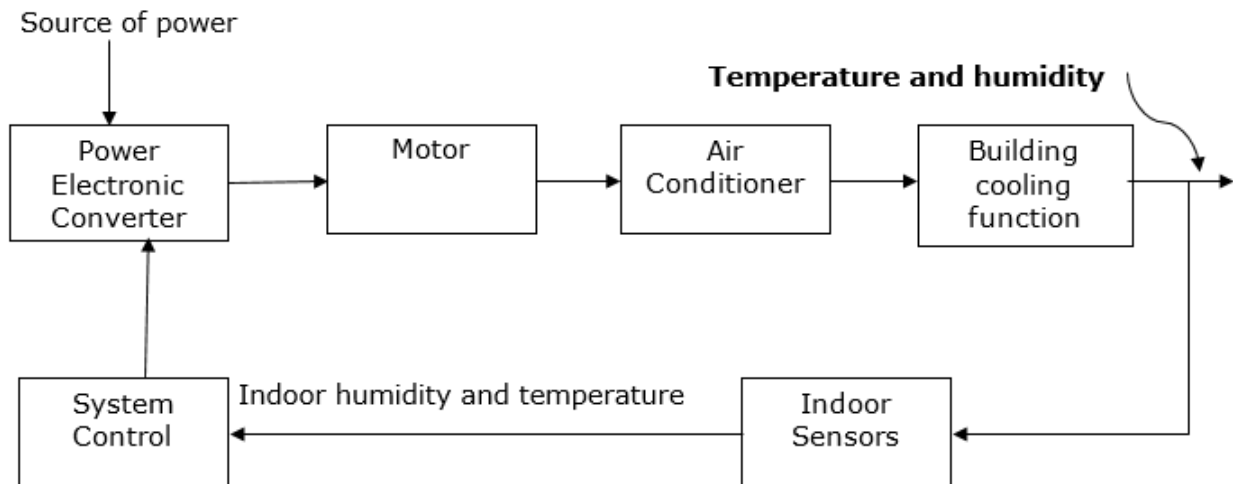 Source of power
Temperature and humidity
Power
Electronic
Converter
Motor
Air
Conditioner
Building
cooling
function
System
Control
Indoor humidity and temperature
Indoor
Sensors